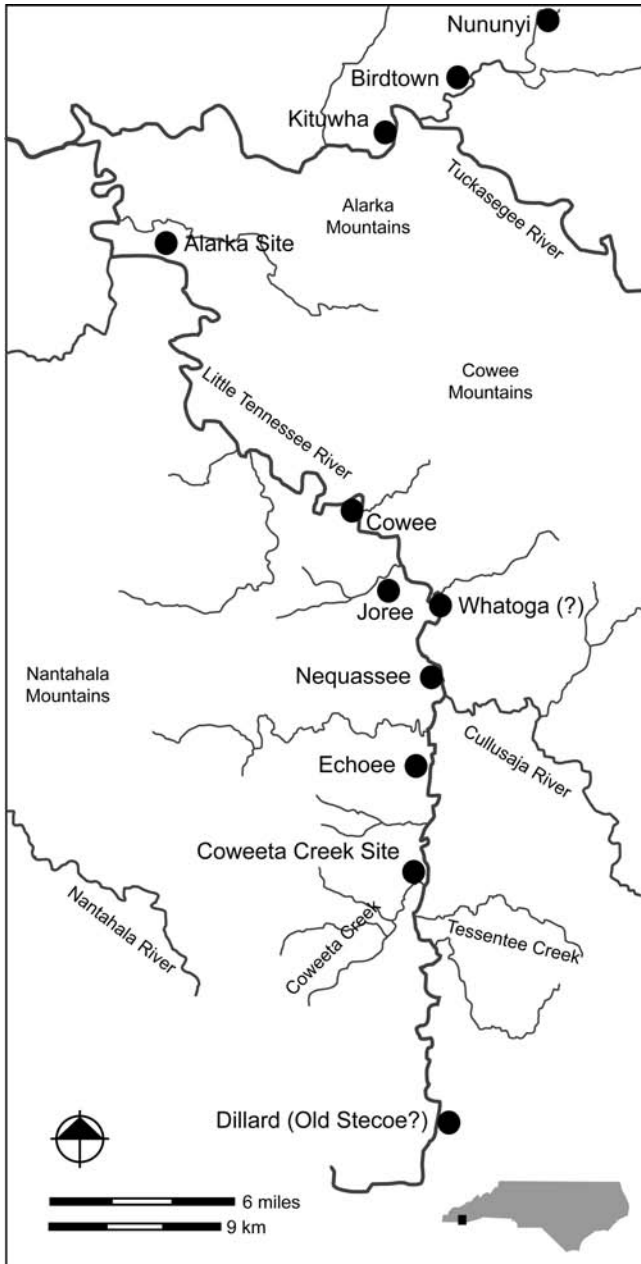 Nununyi
Birdtown
Kituwha
Tuckasegee River
Alarka
Mountains
Alarka Site
Cowee
Mountains
Little Tennessee River
Cowee
Joree
Whatoga (?)
Nantahala
Mountains
Nequassee
Cullusaja River
Echoee
Coweeta Creek Site
Nantahala River
Coweeta Creek
Tessentee Creek
Dillard (Old Stecoe?)
6 miles
9 km